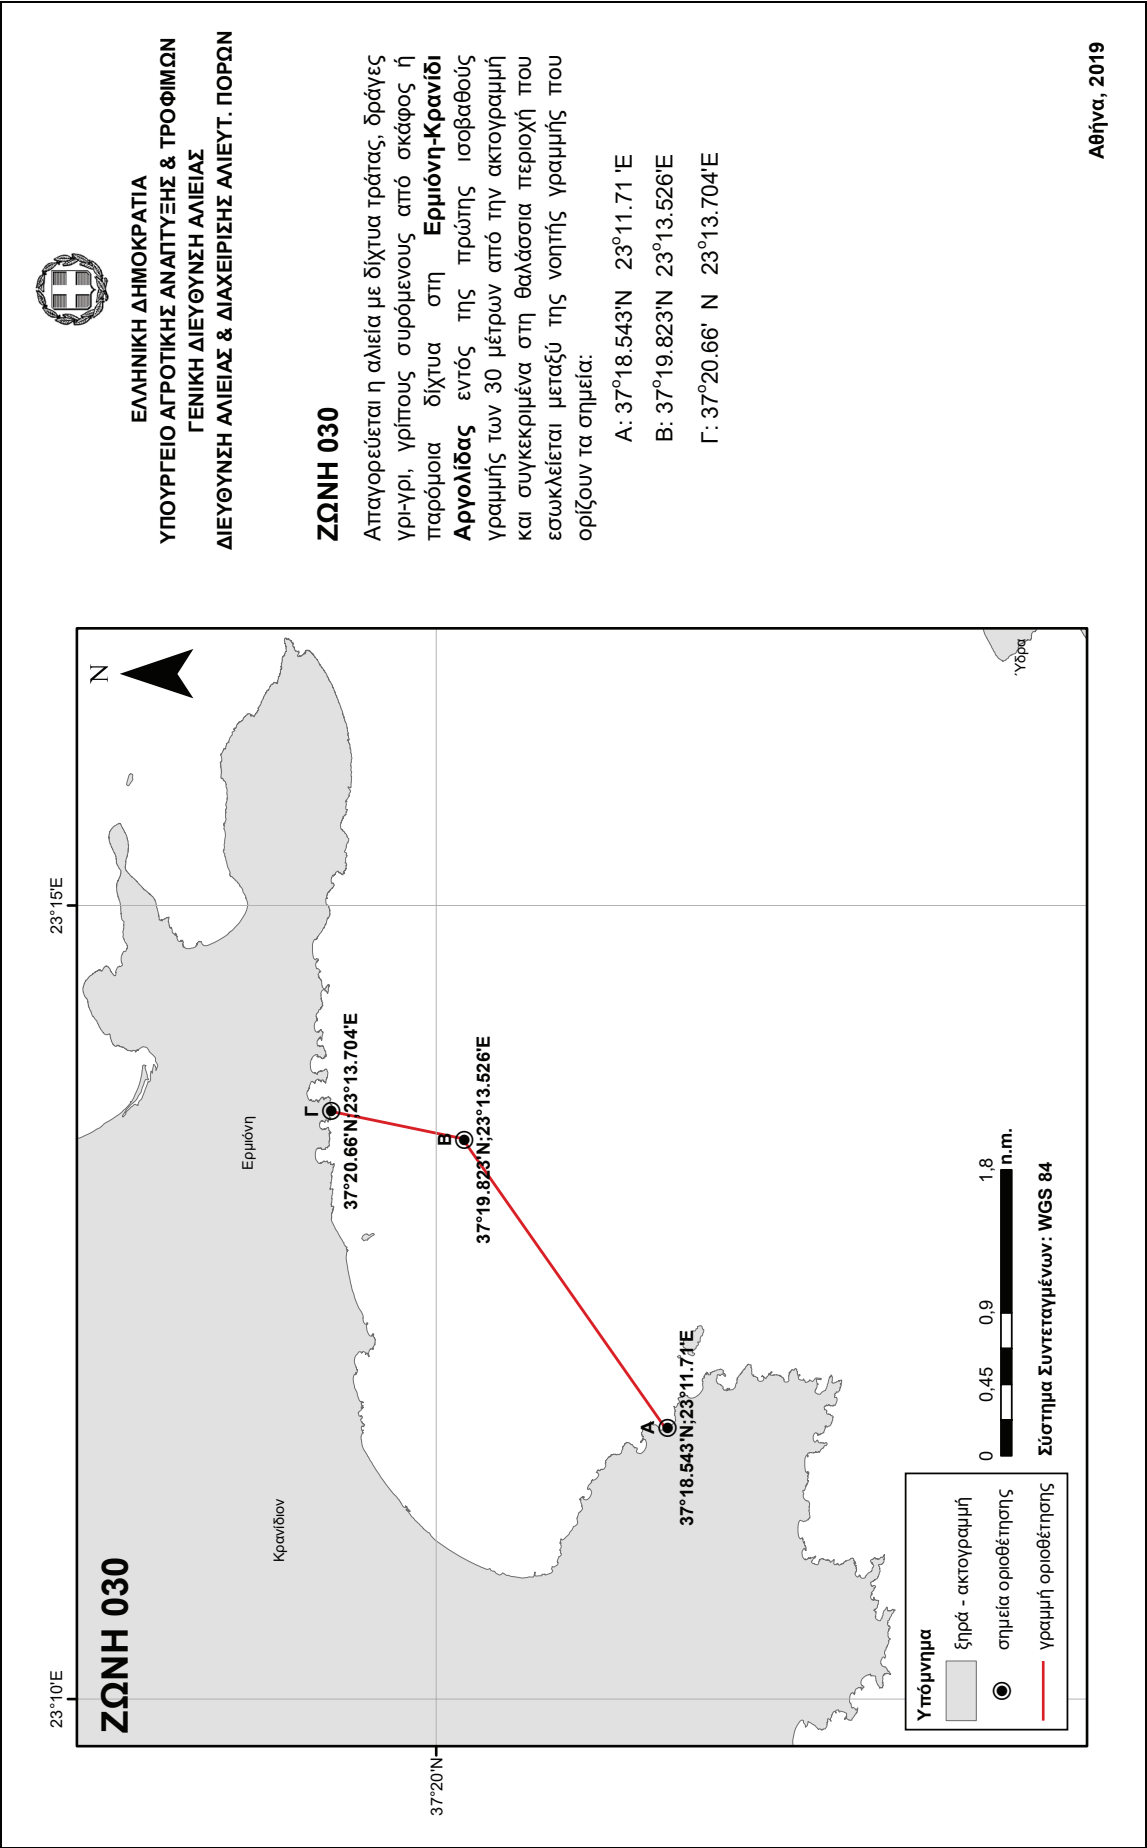 ΖΩΝΗ 030
23°10'E
23°15'E
37°20'N
N
Κρανίδιον
Ερμιόνη
Ύδρα
Γ
37°20.66'N;23°13.704'E
B
37°19.823'N;23°13.526'E
A
37°18.543'N;23°11.71'E
Υπόμνημα
ξηρά - ακτογραμμή
σημεία οριοθέτησης
γραμμή οριοθέτησης
0 0,45 0,9 1,8
n.m.
Σύστημα Συντεταγμένων: WGS 84
ΕΛΛΗΝΙΚΗ ΔΗΜΟΚΡΑΤΙΑ
ΥΠΟΥΡΓΕΙΟ ΑΓΡΟΤΙΚΗΣ ΑΝΑΠΤΥΞΗΣ & ΤΡΟΦΙΜΩΝ
ΓΕΝΙΚΗ ΔΙΕΥΘΥΝΣΗ ΑΛΙΕΙΑΣ
ΔΙΕΥΘΥΝΣΗ ΑΛΙΕΙΑΣ & ΔΙΑΧΕΙΡΙΣΗΣ ΑΛΙΕΥΤ. ΠΟΡΩΝ
ΖΩΝΗ 030
Απαγορεύεται η αλιεία με δίχτυα τράτας, δράγες
γρι-γρι, γρίπους συρόμενους από σκάφος ή
παρόμοια δίχτυα στη Ερμιόνη-Κρανίδι
Αργολίδας εντός της πρώτης ισοβαθούς
γραμμής των 30 μέτρων από την ακτογραμμή
και συγκεκριμένα στη θαλάσσια περιοχή που
εσωκλείεται μεταξύ της νοητής γραμμής που
ορίζουν τα σημεία:
A: 37°18.543'N 23°11.71 'E
B: 37°19.823'N 23°13.526'E
Γ: 37°20.66' N 23°13.704'E
Αθήνα, 2019